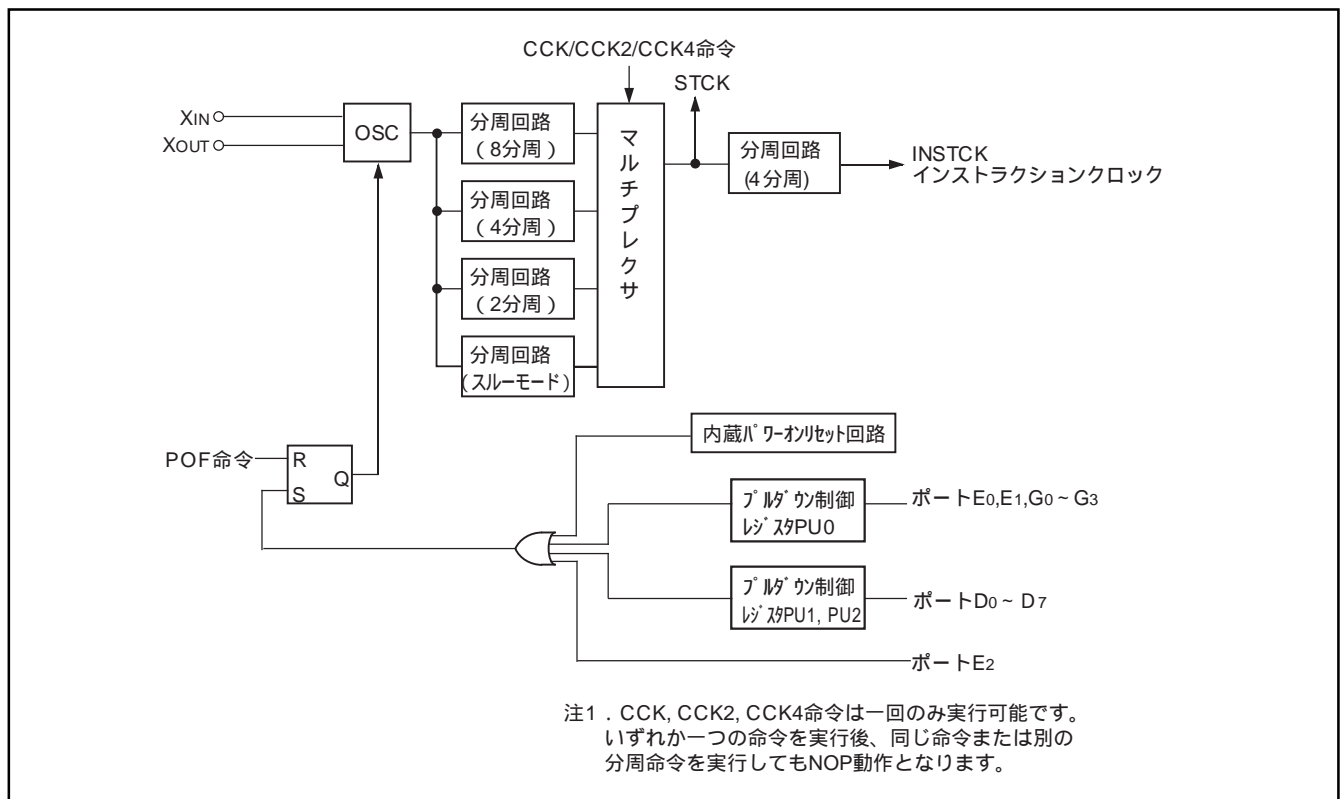 CCK/CCK2/CCK4命令
STCK
XIN
XOUT
OSC
分周回路
(8分周)
分周回路
(4分周)
分周回路
(2分周)
分周回路
(スルーモード)
マルチプレクサ
分周回路
(4分周)
INSTCK
インストラクションクロック
POF命令
R
S
Q
内蔵パワーオンリセット回路
プルダウン制御
レジスタPU0
ポートE0,E1,G0~G3
プルダウン制御
レジスタPU1, PU2
ポートD0~D7
ポートE2
注1.CCK, CCK2, CCK4命令は一回のみ実行可能です。
いずれか一つの命令を実行後、同じ命令または別の
分周命令を実行してもNOP動作となります。